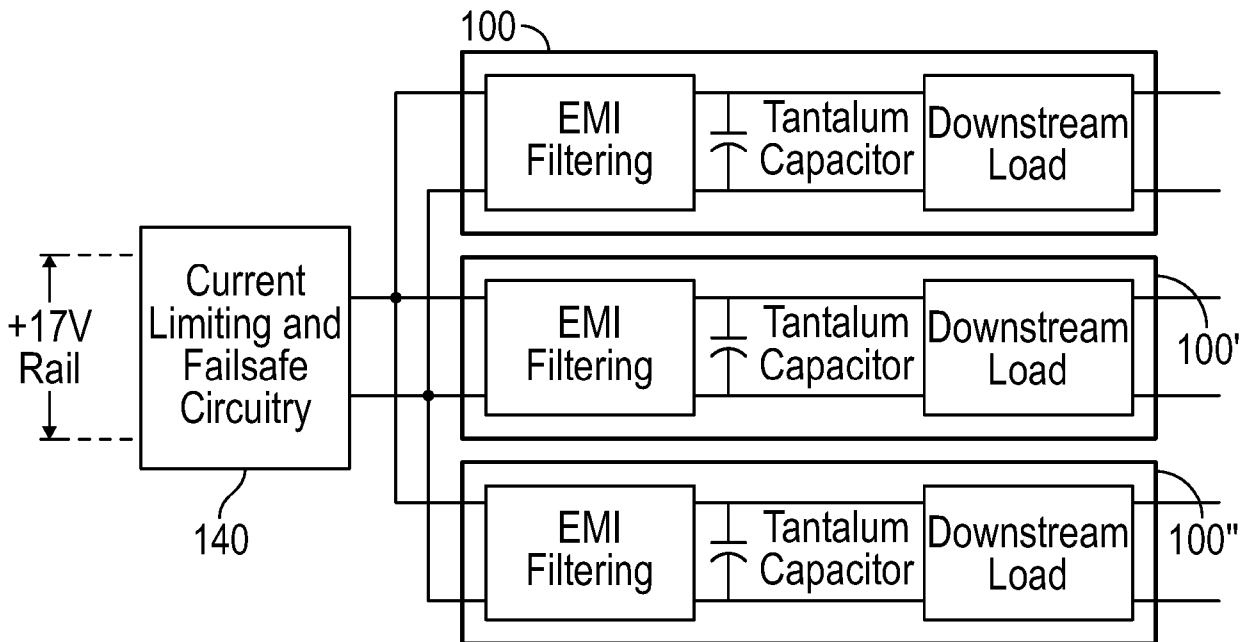 100
EMI
Filtering
Tantalum
Capacitor
Downstream
Load
+17V
Rail
Current
Limiting and
Failsafe
Circuitry
140
EMI
Filtering
Tantalum
Capacitor
Downstream
Load
100'
EMI
Filtering
Tantalum
Capacitor
Downstream
Load
100"